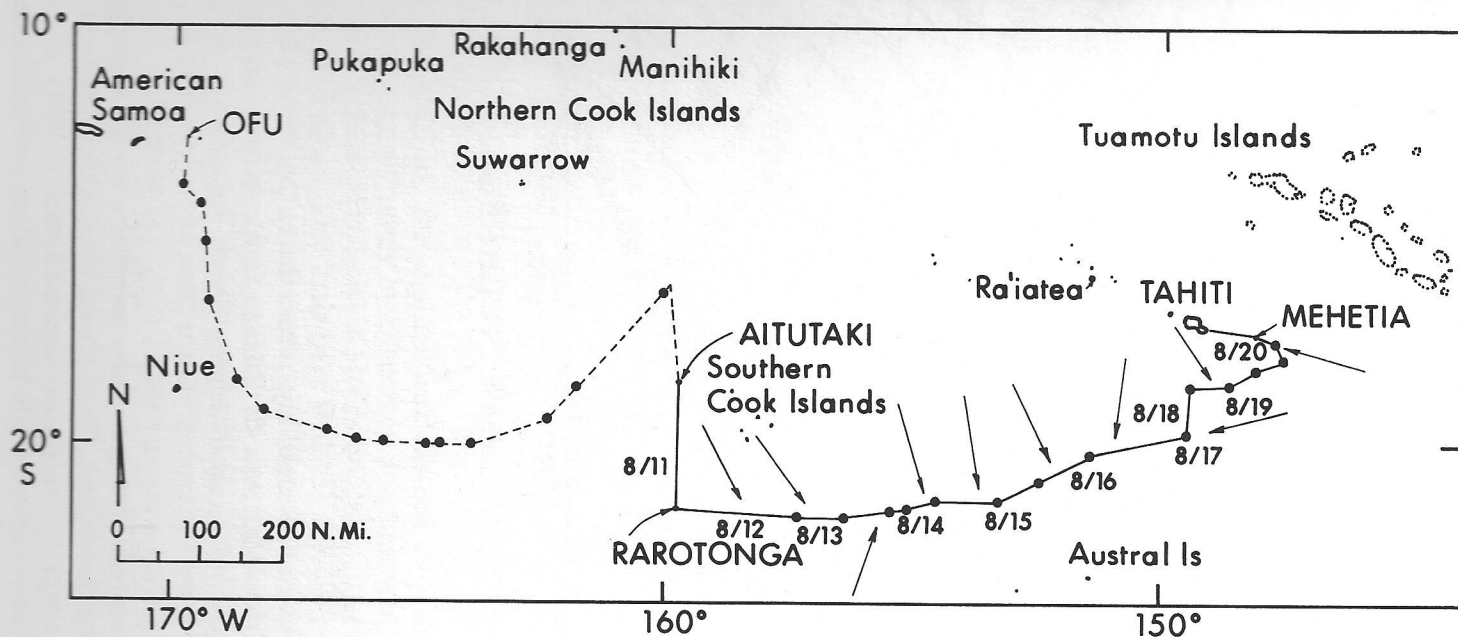 10°
Rakahanga
Pukapuka
Manihiki
American
Samoa
OFU
Northern Cook Islands
Suwarrow
Tuamotu Islands
Ra'iatea
TAHITI
MEHETIA
8/20
AITUTAKI
Southern
Cook Islands
Niue
N
8/19
8/18
20°
S
8/11
8/17
8/16
0 100 200 N.Mi.
8/12
8/13
8/14
8/15
RAROTONGA
Austral Is
170° W
160°
150°